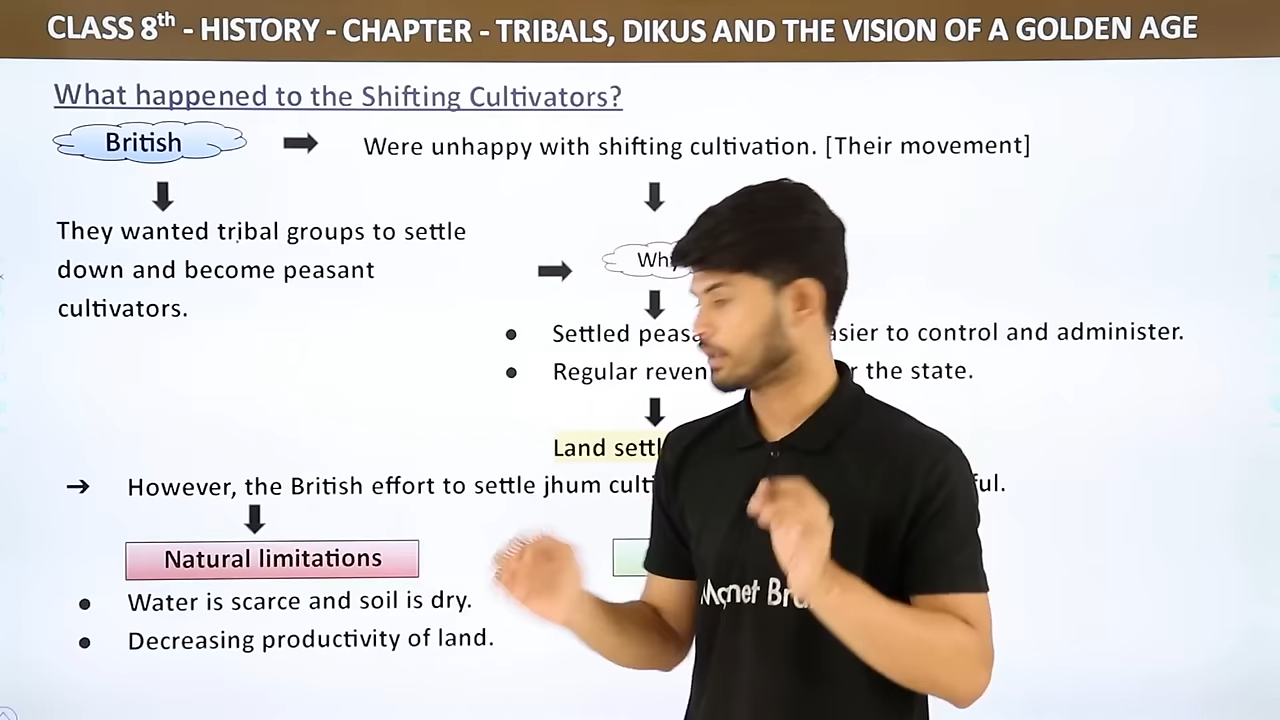 CLASS 8th - HISTORY - CHAPTER - TRIBALS, DIKUS AND THE VISION OF A GOLDEN AGE
What happened to the Shifting Cultivators?
British
Were unhappy with shifting cultivation. [Their movement]
They wanted tribal groups to settle
down and become peasant
cultivators.
Settled asier to control and administer.
Regular the state.
Land
→ However, the British effort to settle jhum
Natural limitations
Water is scarce and soil is dry.
Decreasing productivity of land.